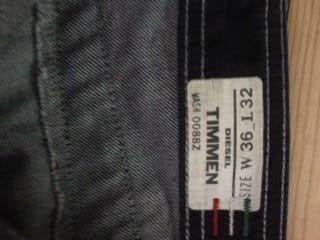 DIESEL
TIMMEN
WASH 0088Z
SIZE W 36 L 32